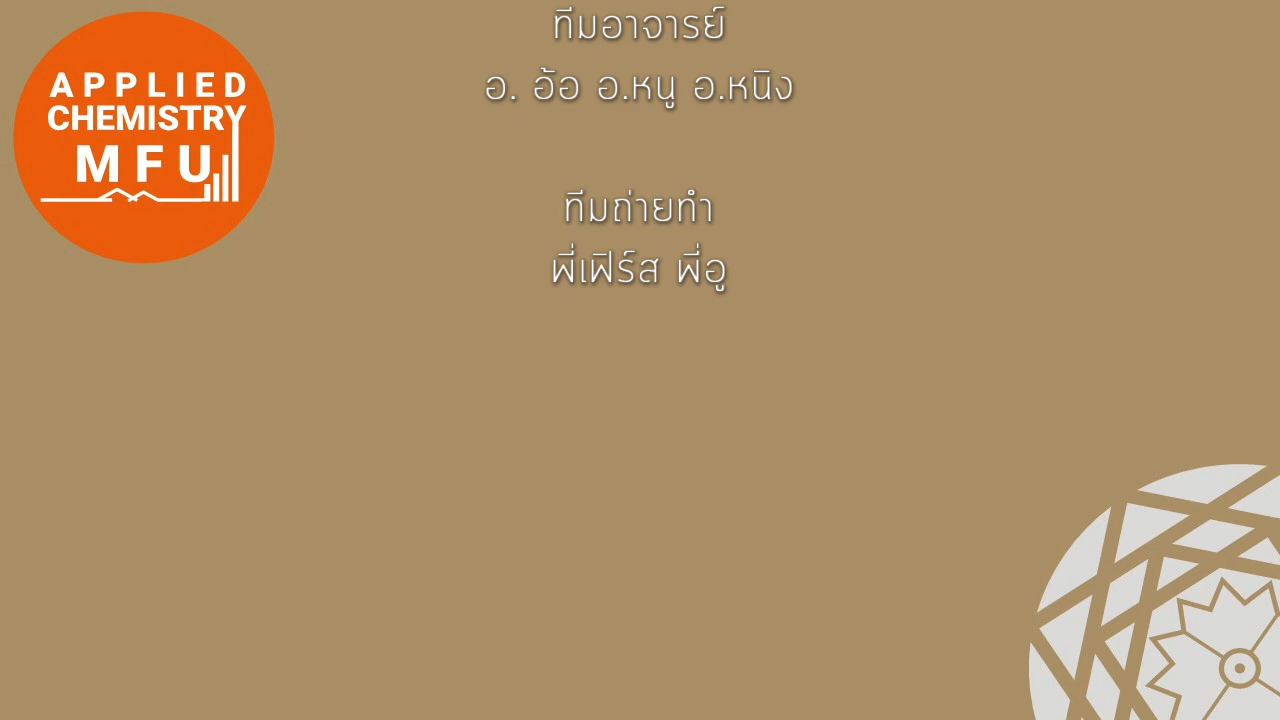 APPLIED
CHEMISTRY
MFU
ทีมอาจารย์
อ. อ้อ อ.หนู อ.หนิง
ทีมถ่ายทำ
พี่เฟิร์ส พี่อู